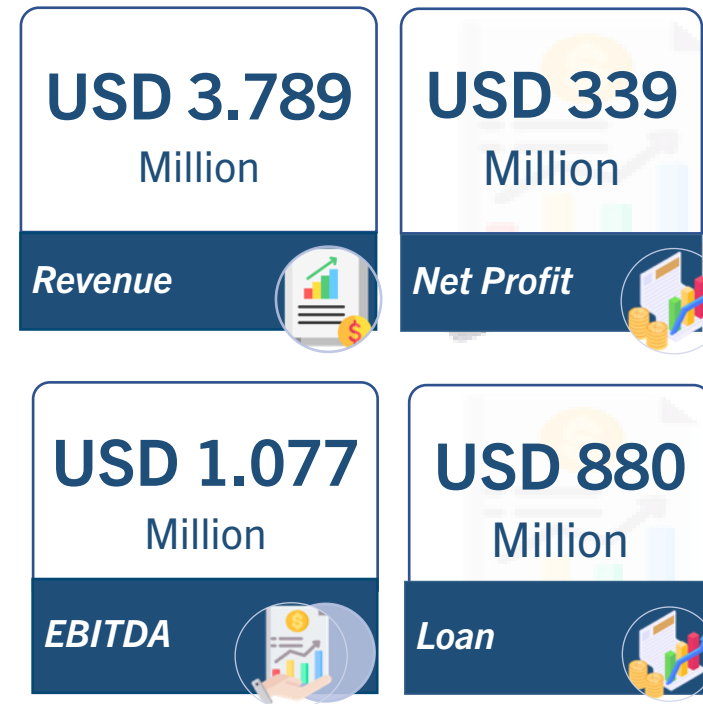 USD 3.789
Million
Revenue
USD 339
Million
Net Profit
USD 1.077
Million
EBITDA
USD 880
Million
Loan